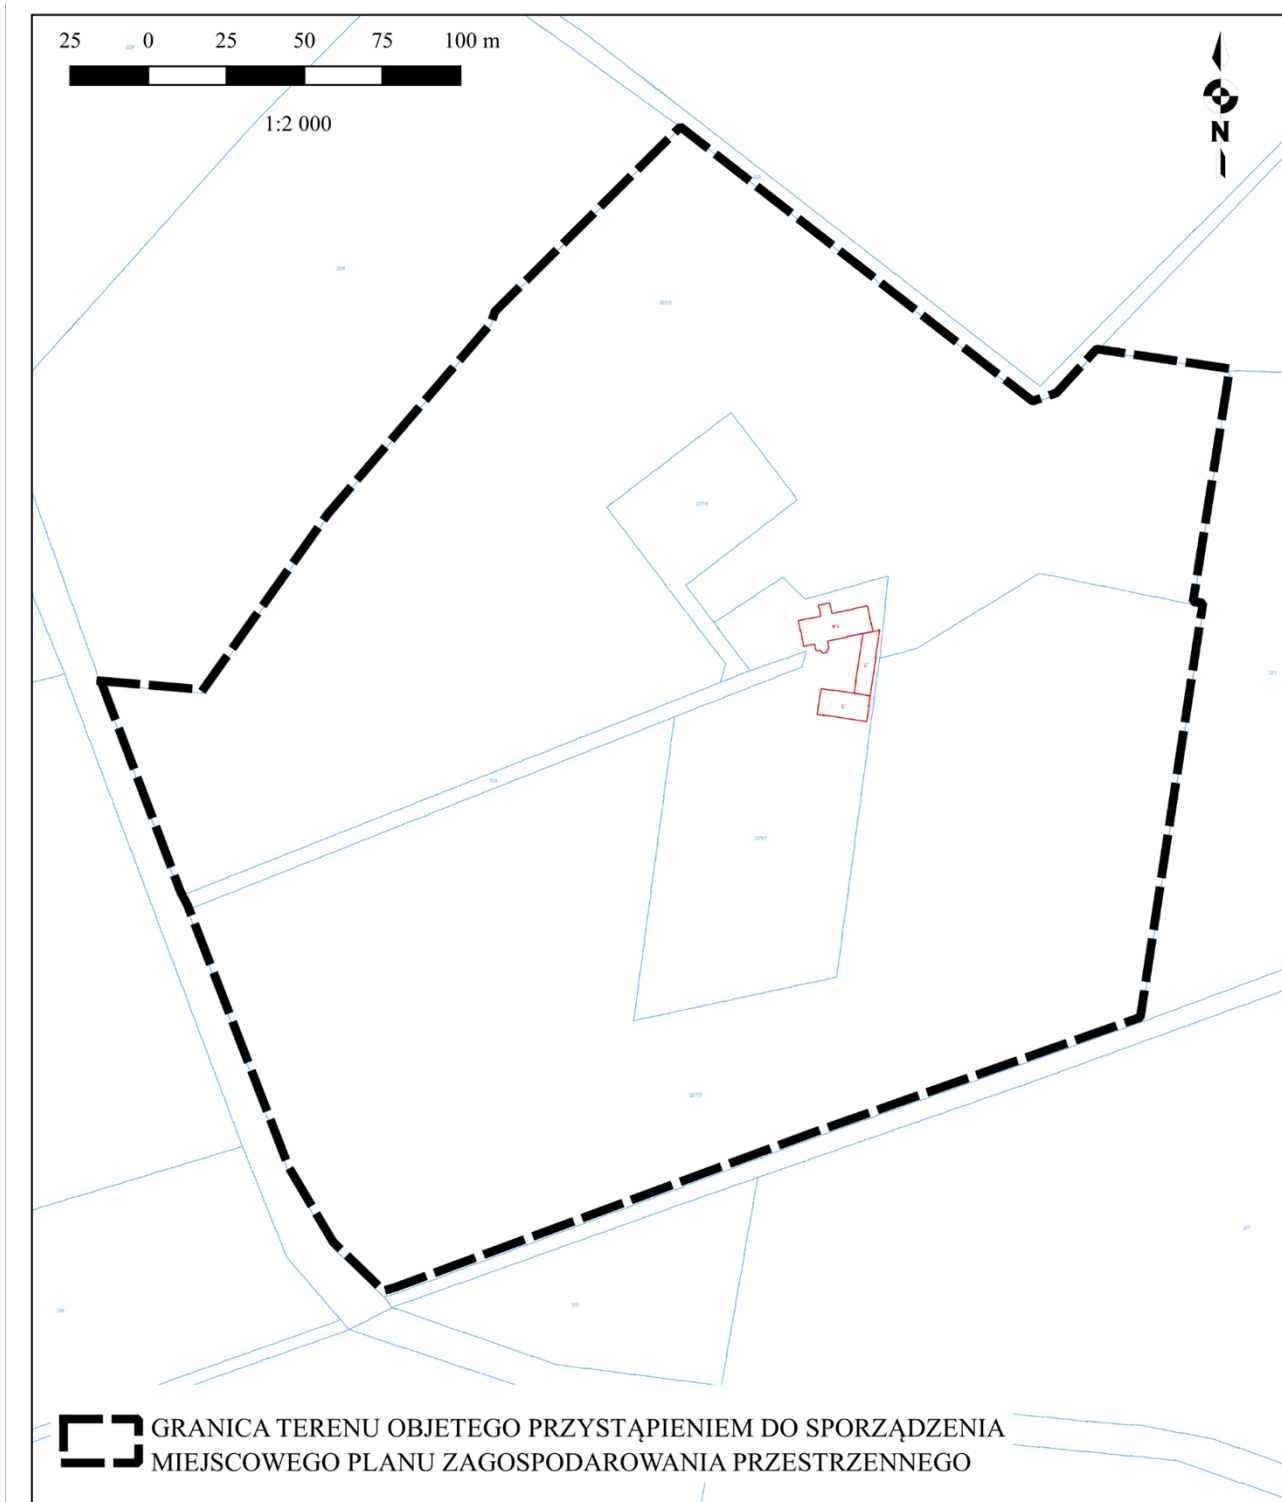 25 0 25 50 75 100 m
1:2 000
N
GRANICA TERENU OBJETEGO PRZYSTĄPIENIEM DO SPORZĄDZENIA
MIEJSCOWEGO PLANU ZAGOSPODAROWANIA PRZESTRZENNEGO